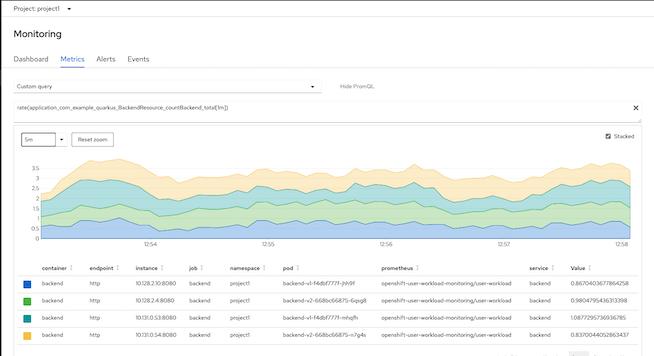 Project: project1
Monitoring
Dashboard Metrics Alerts Events
Custom query Hide PromQL
rate(application_com_example_quarkus_BackendResource_countBackend_total[1m])
5m Reset zoom Stacked
3.5
3
2.5
2
1.5
1
0.5
0
12:54 12:55 12:56 12:57 12:58
container endpoint instance job namespace pod prometheus service Value
backend http 10.128.2.10:8080 backend project1 backend-v1-f4dbf777f-jhh9f openshift-user-workload-monitoring/user-workload backend 0.8670403677864258
backend http 10.128.2.4:8080 backend project1 backend-v2-668bc66875-6qxg8 openshift-user-workload-monitoring/user-workload backend 0.9804795436313398
backend http 10.131.0.53:8080 backend project1 backend-v1-f4dbf777f-mhqfh openshift-user-workload-monitoring/user-workload backend 1.0877295736936785
backend http 10.131.0.54:8080 backend project1 backend-v2-668bc66875-n7g4s openshift-user-workload-monitoring/user-workload backend 0.8370044052863437